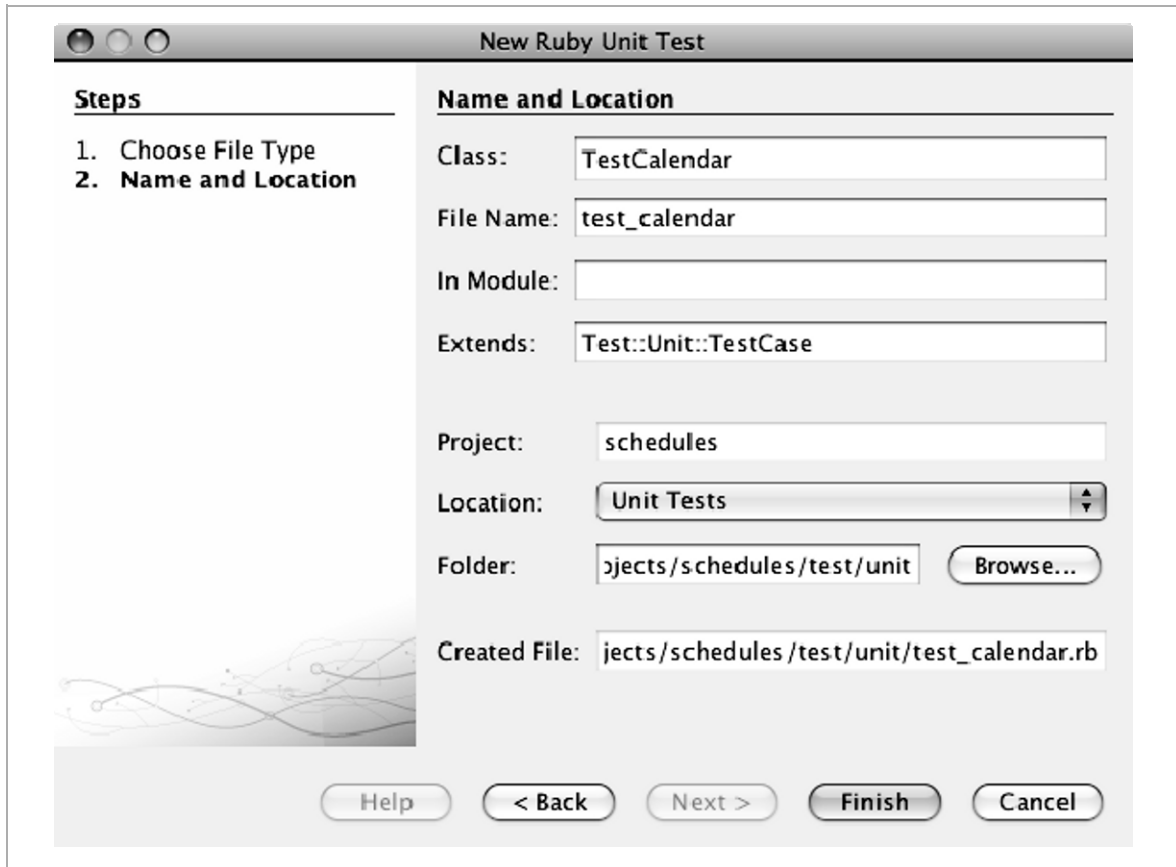 New Ruby Unit Test
Steps
1. Choose File Type
2. Name and Location
Name and Location
Class: TestCalendar
File Name: test_calendar
In Module:
Extends: Test::Unit::TestCase
Project: schedules
Location: Unit Tests
Folder: ojects/schedules/test/unit Browse...
Created File: jects/schedules/test/unit/test_calendar.rb
Help < Back Next > Finish Cancel